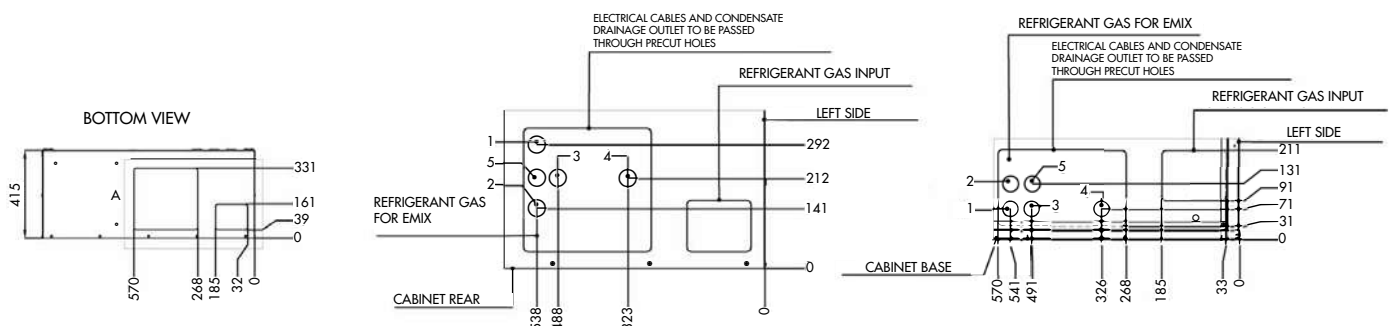 BOTTOM VIEW
415
A
331
161
39
0
570
268
185
32
0
ELECTRICAL CABLES AND CONDENSATE
DRAINAGE OUTLET TO BE PASSED
THROUGH PRECUT HOLES
REFRIGERANT GAS INPUT
LEFT SIDE
1
5
2
3
4
292
212
141
0
REFRIGERANT GAS
FOR EMIX
CABINET REAR
538
488
323
0
REFRIGERANT GAS FOR EMIX
ELECTRICAL CABLES AND CONDENSATE
DRAINAGE OUTLET TO BE PASSED
THROUGH PRECUT HOLES
REFRIGERANT GAS INPUT
LEFT SIDE
211
131
91
71
31
0
2
5
4
1
3
CABINET BASE
570
541
491
326
268
185
33
0